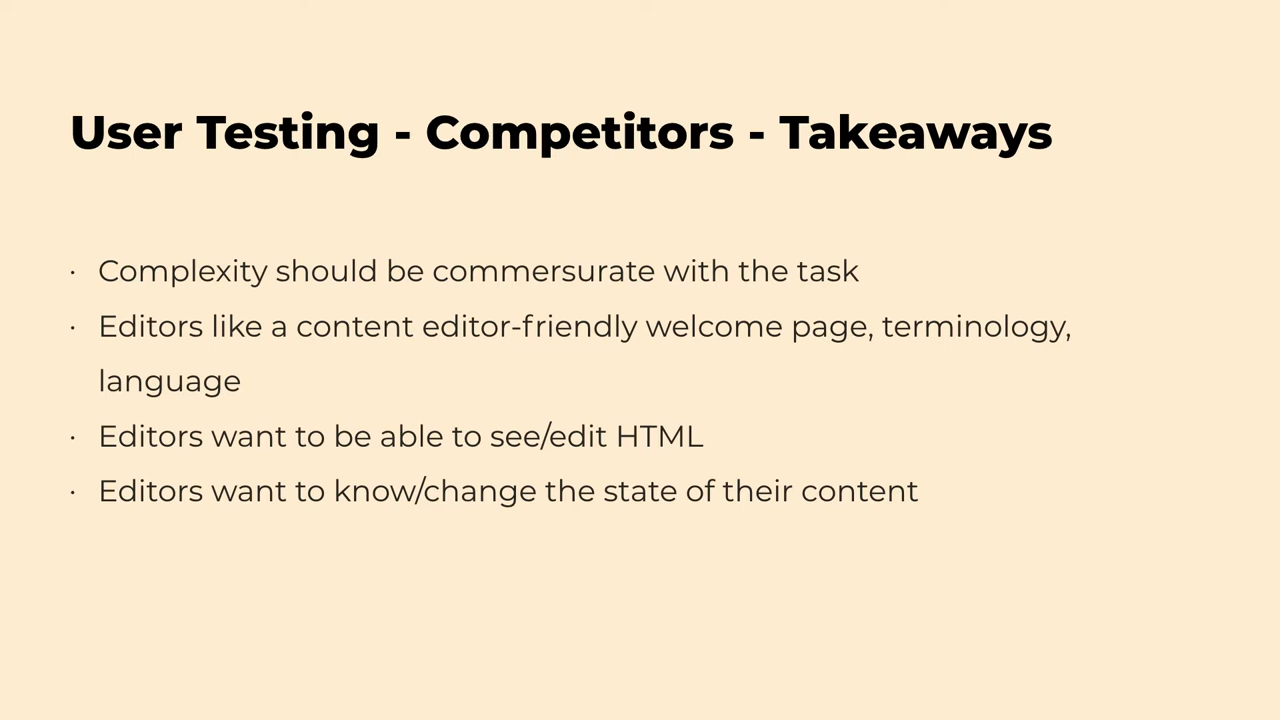 User Testing - Competitors - Takeaways
· Complexity should be commersurate with the task
· Editors like a content editor-friendly welcome page, terminology,
language
· Editors want to be able to see/edit HTML
· Editors want to know/change the state of their content